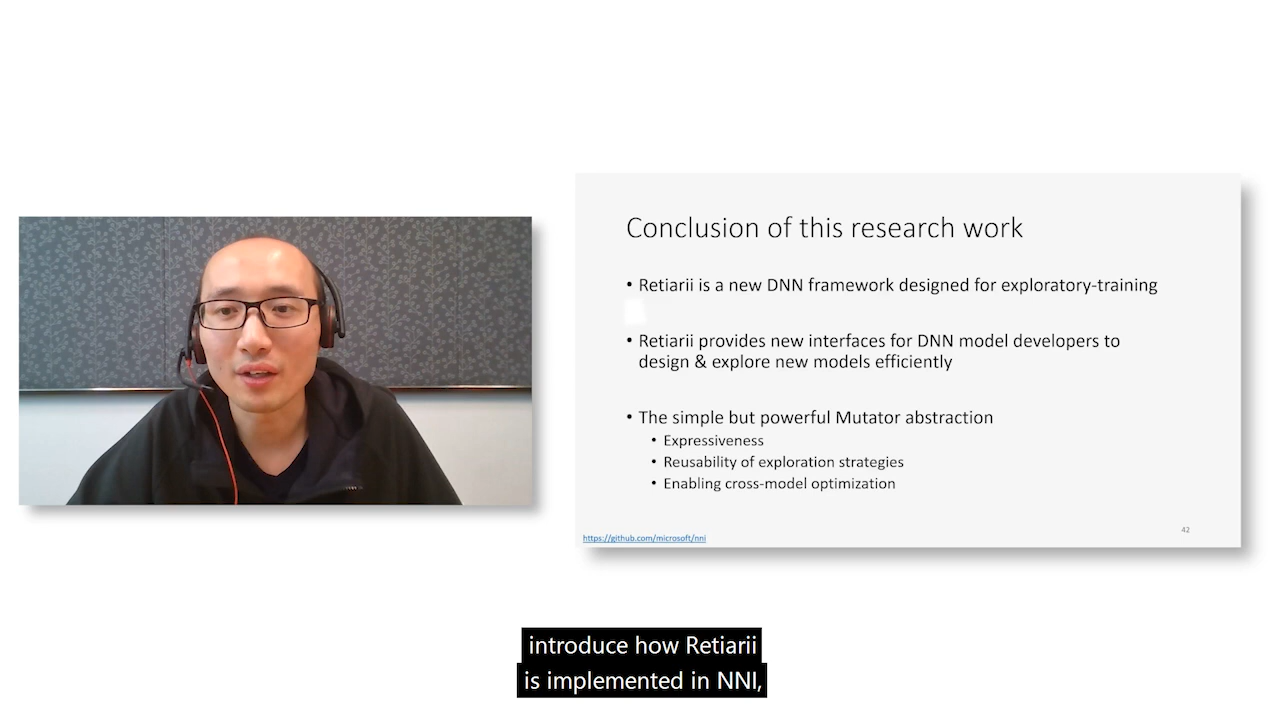 Conclusion of this research work
• Retiarii is a new DNN framework designed for exploratory-training
• Retiarii provides new interfaces for DNN model developers to
design & explore new models efficiently
• The simple but powerful Mutator abstraction
• Expressiveness
• Reusability of exploration strategies
• Enabling cross-model optimization
42
https://github.com/microsoft/nni
introduce how Retiarii
is implemented in NNI,